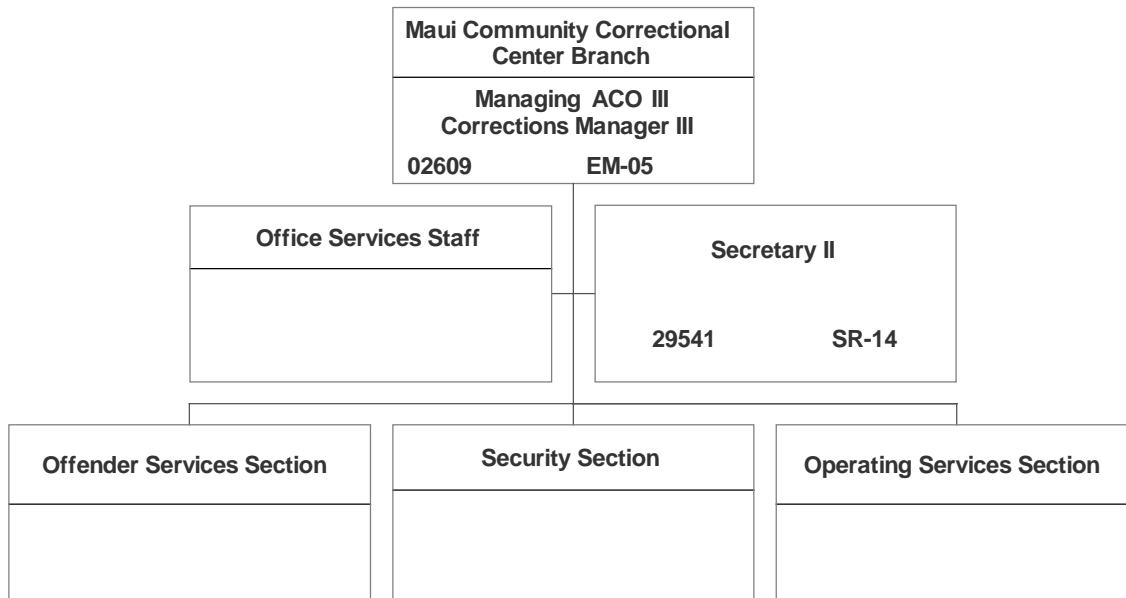 Maui Community Correctional
Center Branch
Managing ACO III
Corrections Manager III
02609 EM-05
Office Services Staff
Secretary II
29541 SR-14
Offender Services Section
Security Section
Operating Services Section